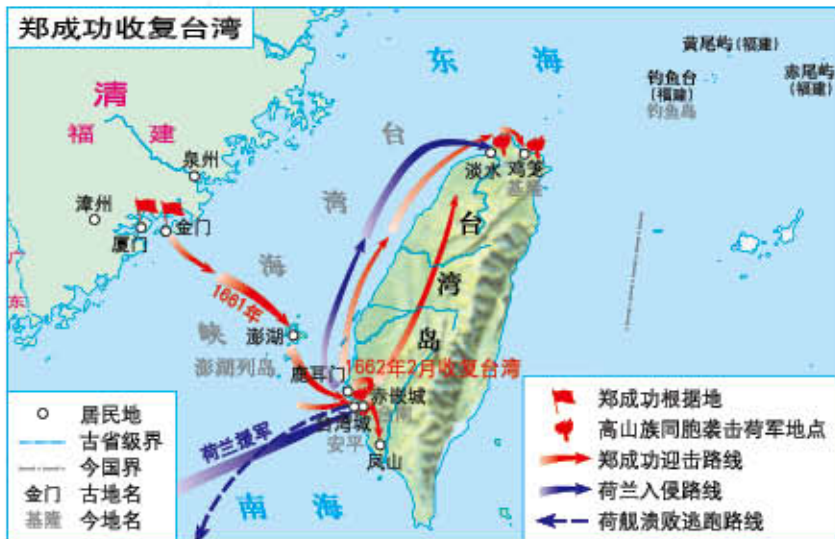 郑成功收复台湾
东海
黄尾屿(福建)
钓鱼台
(福建)
钓鱼岛
赤尾屿
(福建)
清
福建
泉州
漳州
厦门
金门
广东
台湾海峡
淡水
鸡笼
基隆
台湾岛
1661年
澎湖
澎湖列岛
鹿耳门
1662年2月收复台湾
赤嵌城
台南
台湾城
安平
凤山
荷兰援军
南海
居民地
古省级界
今国界
金门 古地名
基隆 今地名
郑成功根据地
高山族同胞袭击荷军地点
郑成功迎击路线
荷兰入侵路线
荷舰溃败逃跑路线